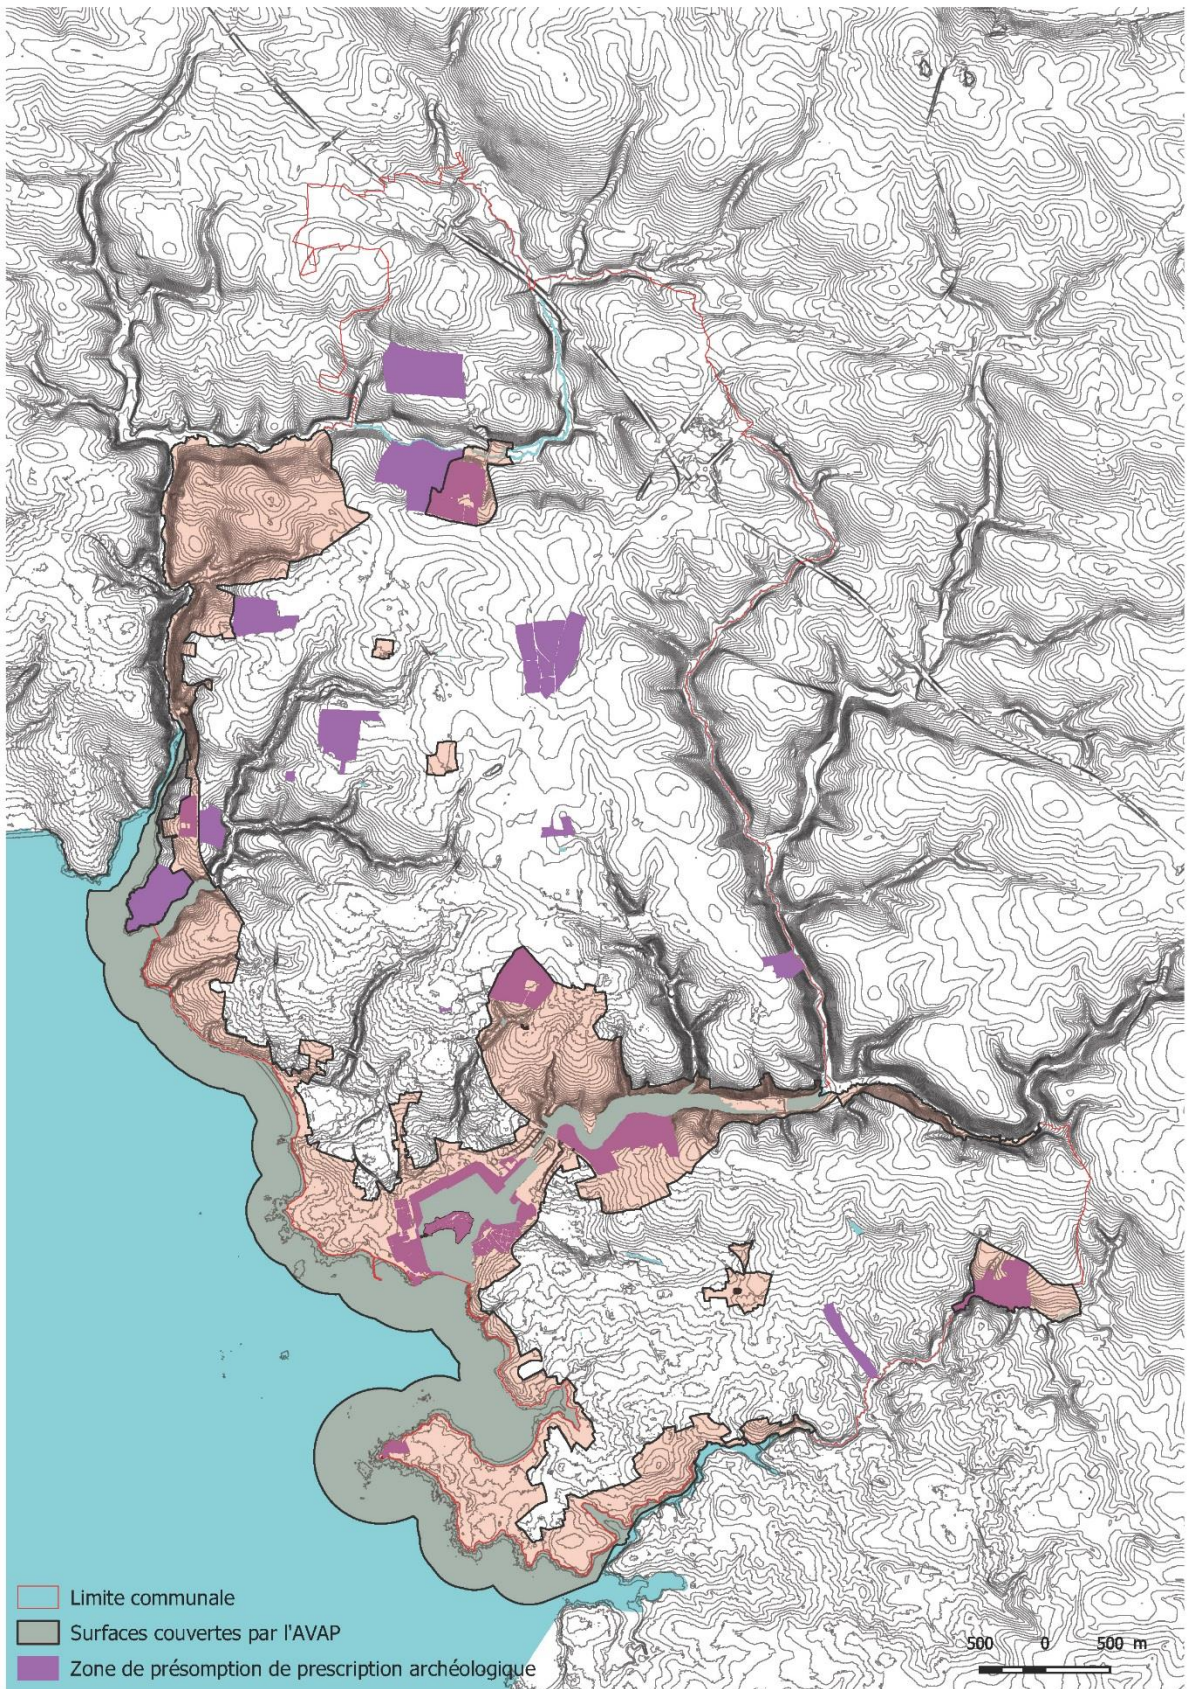 Limite communale
Surfaces couvertes par l'AVAP
Zone de présomption de prescription archéologique
500 0 500 m